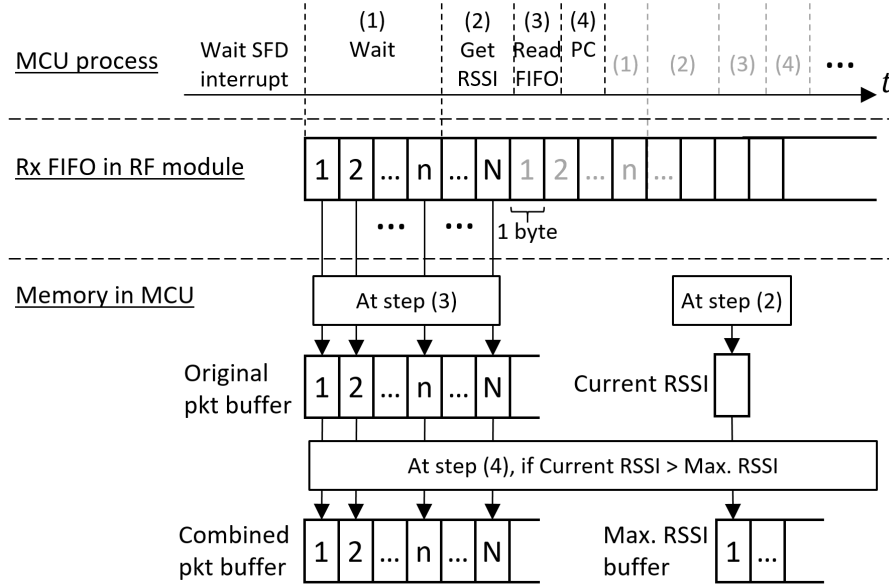 (1) (2) (3) (4)
Wait SFD Wait Get Read PC
MCU process interrupt RSSI FIFO (1) (2) (3) (4) ... t
Rx FIFO in RF module 1 2 ... n ... N 1 2 ... n ...
... ... 1 byte
Memory in MCU At step (3) At step (2)
Original 1 2 ... n ... N Current RSSI
pkt buffer
At step (4), if Current RSSI > Max. RSSI
Combined 1 2 ... n ... N Max. RSSI 1 ...
pkt buffer buffer